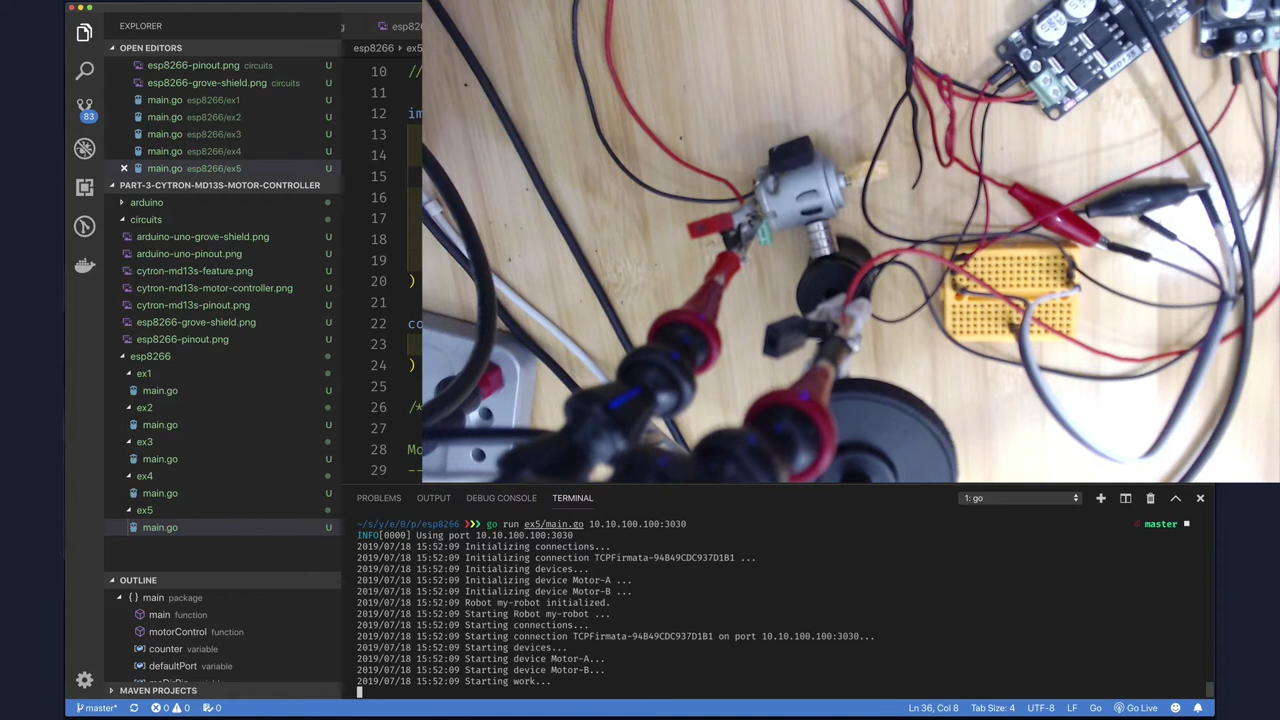 EXPLORER
OPEN EDITORS
esp8266-pinout.png circuits U
esp8266-grove-shield.png circuits U
main.go esp8266/ex1 U
main.go esp8266/ex2 U
main.go esp8266/ex3 U
main.go esp8266/ex4 U
main.go esp8266/ex5 U
83
PART-3-CYTRON-MD13S-MOTOR-CONTROLLER
arduino
circuits
arduino-uno-grove-shield.png U
arduino-uno-pinout.png U
cytron-md13s-feature.png U
cytron-md13s-motor-controller.png U
cytron-md13s-pinout.png U
esp8266-grove-shield.png U
esp8266-pinout.png U
esp8266
ex1
main.go U
ex2
main.go U
ex3
main.go U
ex4
main.go U
ex5
main.go U
OUTLINE
main package
main function
motorControl function
counter variable
defaultPort variable
MAVEN PROJECTS
esp8
esp8266 › ex5
10 //
11
12 im
13
14
15
16
17
18
19
20 )
21
22 co
23
24 )
25
26 /*
27
28 Mo
29 --
PROBLEMS OUTPUT DEBUG CONSOLE TERMINAL 1: go
~/s/y/e/0/p/esp8266 ❯❯❯ go run ex5/main.go 10.10.100.100:3030 master
INFO[0000] Using port 10.10.100.100:3030
2019/07/18 15:52:09 Initializing connections...
2019/07/18 15:52:09 Initializing connection TCPFirmata-94B49CDC937D1B1 ...
2019/07/18 15:52:09 Initializing devices...
2019/07/18 15:52:09 Initializing device Motor-A ...
2019/07/18 15:52:09 Initializing device Motor-B ...
2019/07/18 15:52:09 Robot my-robot initialized.
2019/07/18 15:52:09 Starting Robot my-robot ...
2019/07/18 15:52:09 Starting connections...
2019/07/18 15:52:09 Starting connection TCPFirmata-94B49CDC937D1B1 on port 10.10.100.100:3030...
2019/07/18 15:52:09 Starting devices...
2019/07/18 15:52:09 Starting device Motor-A...
2019/07/18 15:52:09 Starting device Motor-B...
2019/07/18 15:52:09 Starting work...
master* 0 0 0 Ln 36, Col 8 Tab Size: 4 UTF-8 LF Go Go Live